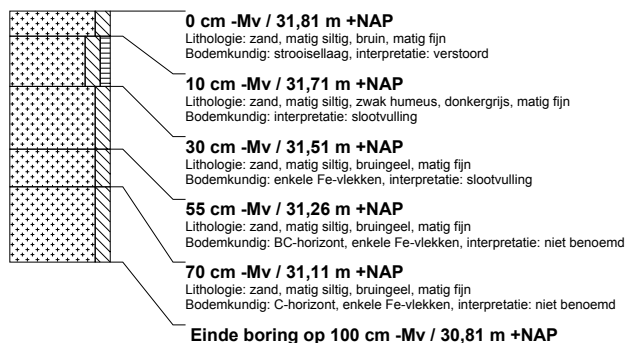 0 cm -Mv / 31,81 m +NAP
Lithologie: zand, matig siltig, bruin, matig fijn
Bodemkundig: strooisellaag, interpretatie: verstoord
10 cm -Mv / 31,71 m +NAP
Lithologie: zand, matig siltig, zwak humeus, donkergrijs, matig fijn
Bodemkundig: interpretatie: slootvulling
30 cm -Mv / 31,51 m +NAP
Lithologie: zand, matig siltig, bruingeel, matig fijn
Bodemkundig: enkele Fe-vlekken, interpretatie: slootvulling
55 cm -Mv / 31,26 m +NAP
Lithologie: zand, matig siltig, bruingeel, matig fijn
Bodemkundig: BC-horizont, enkele Fe-vlekken, interpretatie: niet benoemd
70 cm -Mv / 31,11 m +NAP
Lithologie: zand, matig siltig, bruingeel, matig fijn
Bodemkundig: C-horizont, enkele Fe-vlekken, interpretatie: niet benoemd
Einde boring op 100 cm -Mv / 30,81 m +NAP